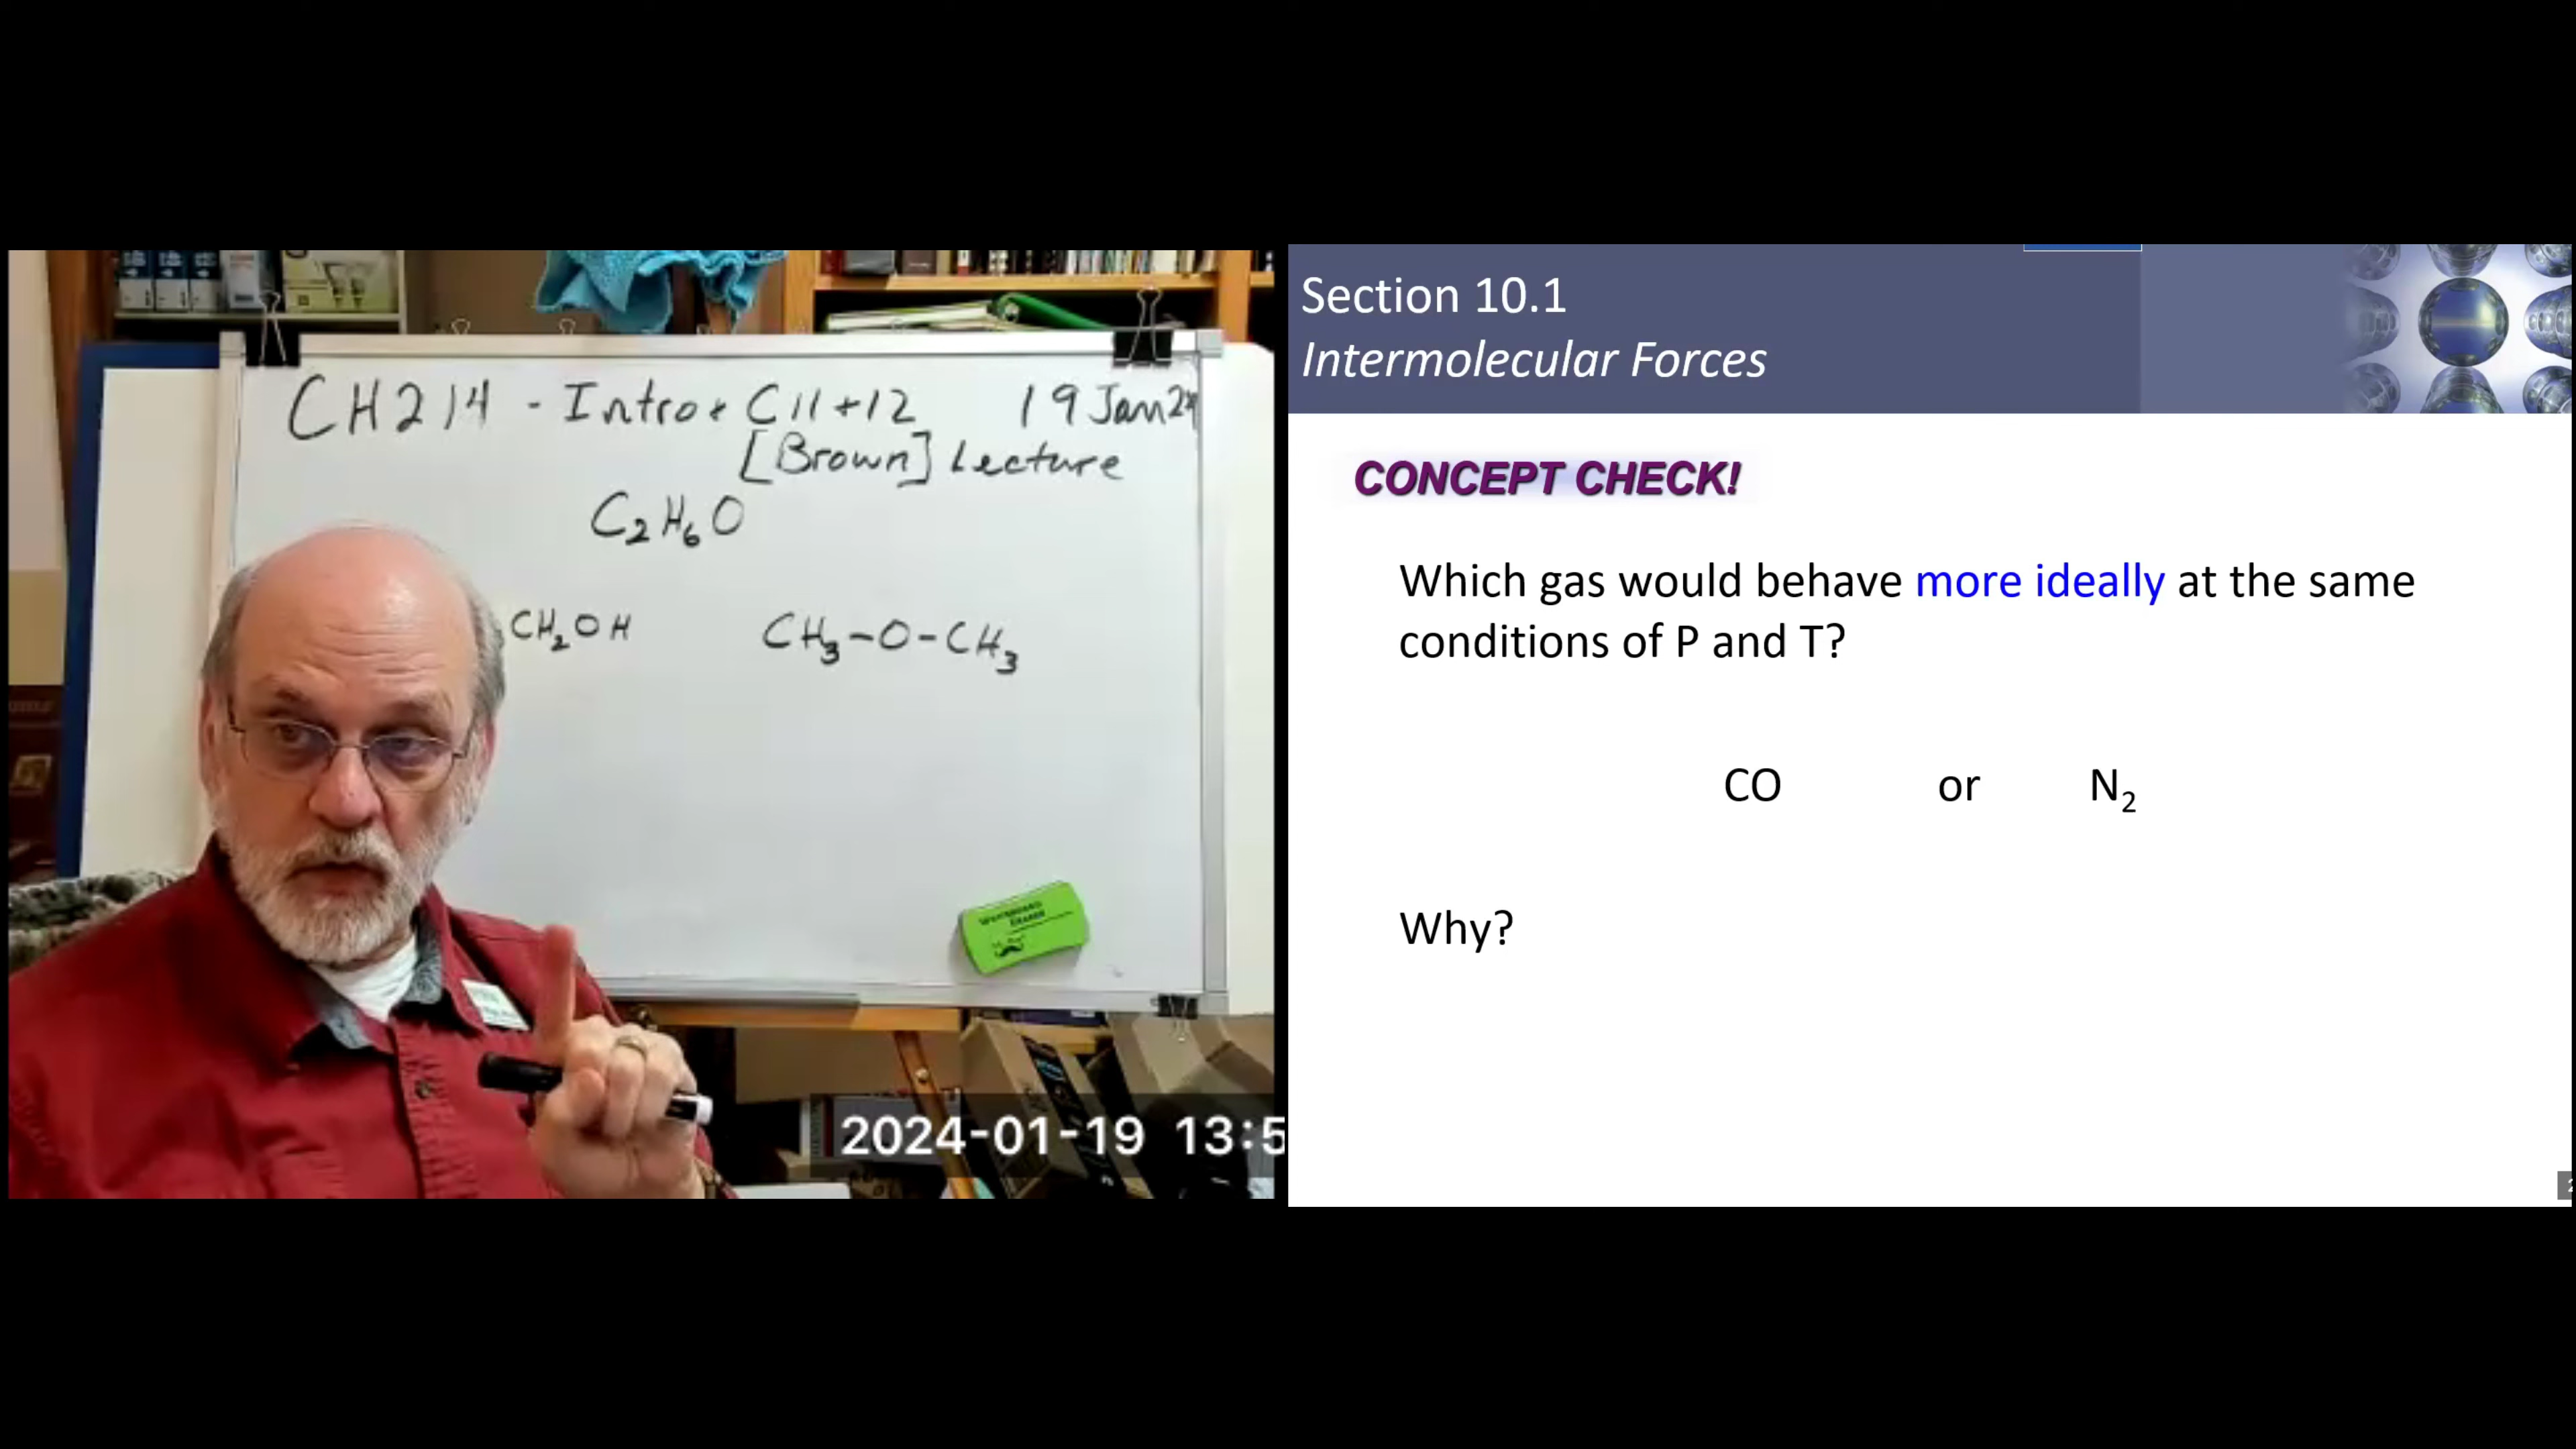 CH214 - Intro + C11+12 19 Jan 24
[Brown] Lecture
C2H6O
CH2OH CH3-O-CH3
WHITEBOARD
ERASER
2024-01-19 13:5
Section 10.1
Intermolecular Forces
CONCEPT CHECK!
Which gas would behave more ideally at the same
conditions of P and T?
CO or N2
Why?